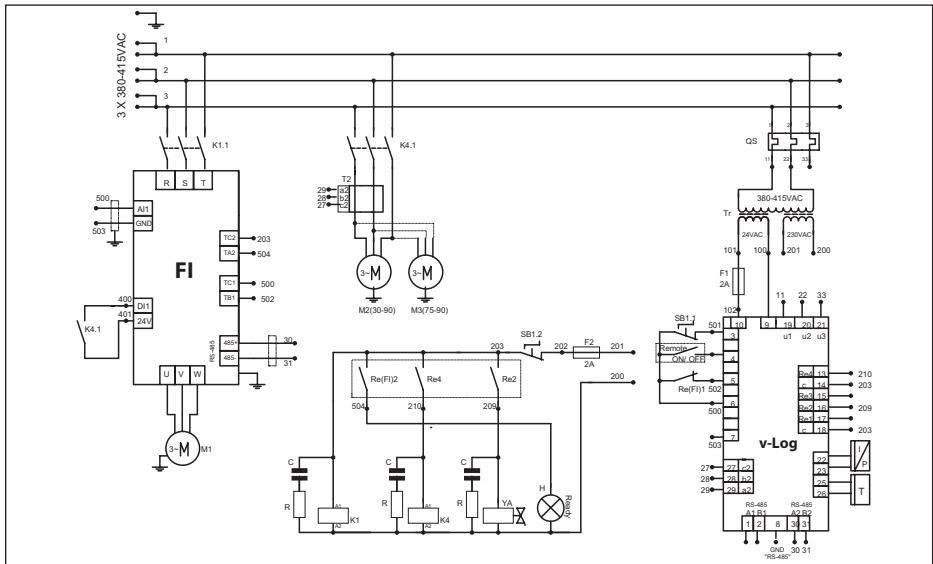 3 X 380-415VAC
1
2
3
K1.1
K4.1
QS
1 2 3
11 22 33
R S T
T2
29 a2
28 b2
27 c2
380-415VAC
Tr
24VAC
230VAC
500
AI1
503
GND
FI
TC2 203
TA2 504
TC1 500
TB1 502
101 100 201 200
3~ M
3~ M
M2(30-90)
M3(75-90)
F1
2A
400
DI1
401
24V
K4.1
RS-485
485+ 30
485- 31
102
11 22 33
10 9 19 20 21
u1 u2 u3
SB1.1
501
3
Remote
ON/ OFF
4
5
Re(FI)1
502
6
500
7
503
SB1.2
203
202
F2
2A
201
200
Re4 13 210
c 14 203
Re3 15
Re2 16 209
Re1 17
c 18 203
v-Log
U V W
3~ M
M1
Re(FI)2
Re4
Re2
504
210
209
22
23
I
P
25
26
T
27 27 c2
28 28 b2
29 29 a2
C
R
A1
A2
K1
C
R
A1
A2
K4
C
R
YA
H
Ready
RS-485
A1 B1
RS-485
A2 B2
1 2 8 30 31
GND
"RS-485"
30 31